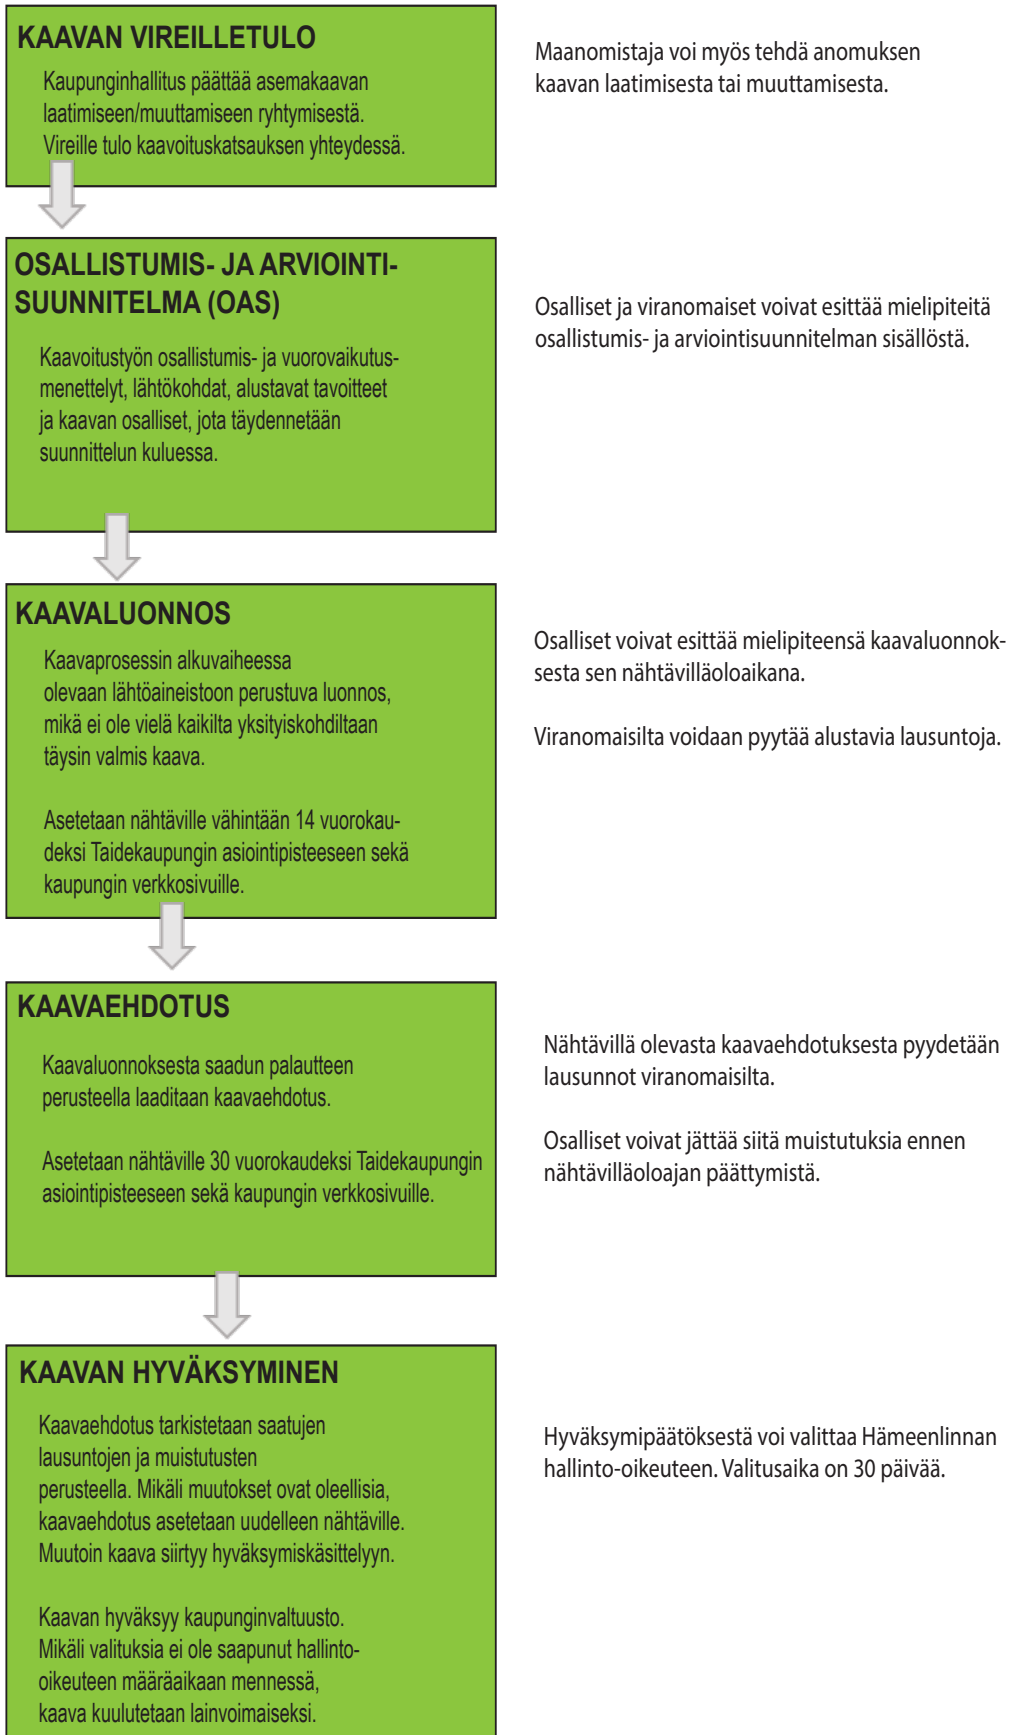 KAAVAN VIREILLETULO
Kaupunginhallitus päättää asemakaavan
laatimiseen/muuttamiseen ryhtymisestä.
Vireille tulo kaavoituskatsauksen yhteydessä.
Maanomistaja voi myös tehdä anomuksen
kaavan laatimisesta tai muuttamisesta.
OSALLISTUMIS- JA ARVIOINTI-
SUUNNITELMA (OAS)
Kaavoitustyön osallistumis- ja vuorovaikutus-
menettelyt, lähtökohdat, alustavat tavoitteet
ja kaavan osalliset, jota täydennetään
suunnittelun kuluessa.
Osalliset ja viranomaiset voivat esittää mielipiteitä
osallistumis- ja arviointisuunnitelman sisällöstä.
KAAVALUONNOS
Kaavaprosessin alkuvaiheessa
olevaan lähtöaineistoon perustuva luonnos,
mikä ei ole vielä kaikilta yksityiskohdiltaan
täysin valmis kaava.
Asetetaan nähtäville vähintään 14 vuorokau-
deksi Taidekaupungin asiointipisteeseen sekä
kaupungin verkkosivuille.
Osalliset voivat esittää mielipiteensä kaavaluonnok-
sesta sen nähtävilläoloaikana.
Viranomaisilta voidaan pyytää alustavia lausuntoja.
KAAVAEHDOTUS
Kaavaluonnoksesta saadun palautteen
perusteella laaditaan kaavaehdotus.
Asetetaan nähtäville 30 vuorokaudeksi Taidekaupungin
asiointipisteeseen sekä kaupungin verkkosivuille.
Nähtävillä olevasta kaavaehdotuksesta pyydetään
lausunnot viranomaisilta.
Osalliset voivat jättää siitä muistutuksia ennen
nähtävilläoloajan päättymistä.
KAAVAN HYVÄKSYMINEN
Kaavaehdotus tarkistetaan saatujen
lausuntojen ja muistutusten
perusteella. Mikäli muutokset ovat oleellisia,
kaavaehdotus asetetaan uudelleen nähtäville.
Muutoin kaava siirtyy hyväksymiskäsittelyyn.
Kaavan hyväksyy kaupunginvaltuusto.
Mikäli valituksia ei ole saapunut hallinto-
oikeuteen määräaikaan mennessä,
kaava kuulutetaan lainvoimaiseksi.
Hyväksymipäätöksestä voi valittaa Hämeenlinnan
hallinto-oikeuteen. Valitusaika on 30 päivää.